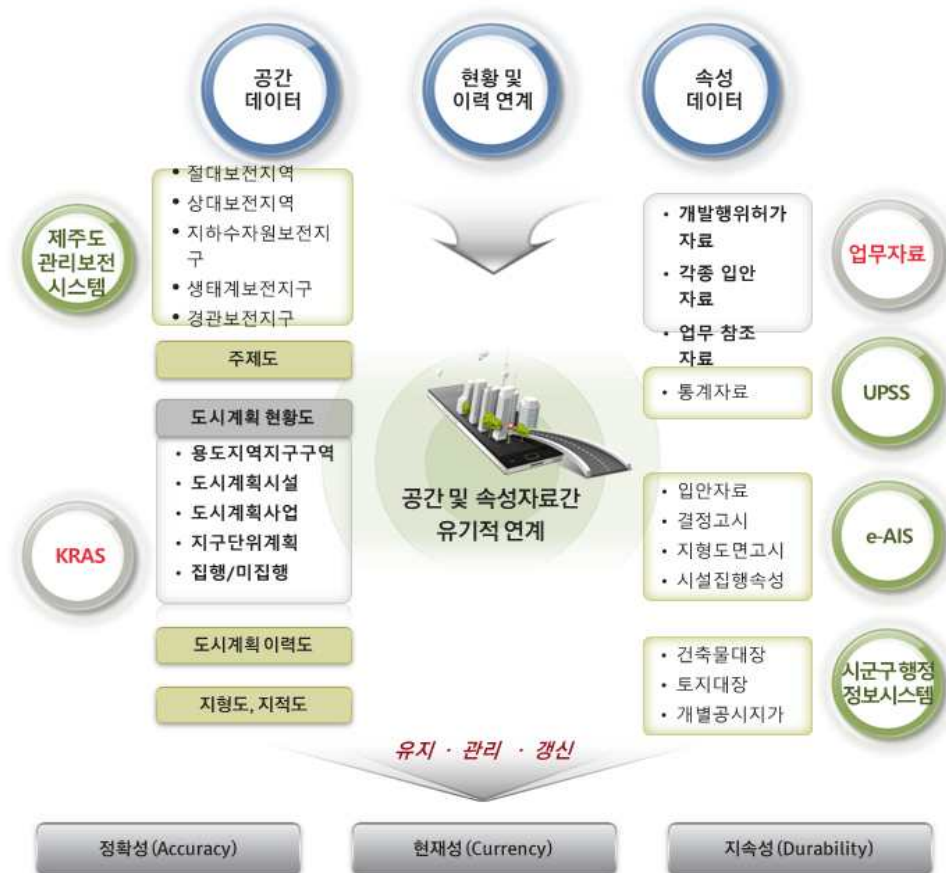 공간
데이터
현황 및
이력 연계
속성
데이터
제주도
관리보전
시스템
• 절대보전지역
• 상대보전지역
• 지하수자원보전지
구
• 생태계보전지구
• 경관보전지구
주제도
KRAS
도시계획 현황도
• 용도지역지구구역
• 도시계획시설
• 도시계획사업
• 지구단위계획
• 집행/미집행
도시계획 이력도
지형도, 지적도
공간 및 속성자료간
유기적 연계
• 개발행위허가
자료
• 각종 입안
자료
• 업무 참조
자료
업무자료
• 통계자료
UPSS
• 입안자료
• 결정고시
• 지형도면고시
• 시설집행속성
e-AIS
• 건축물대장
• 토지대장
• 개별공시지가
시군구행정
정보시스템
유지 · 관리 · 갱신
정확성(Accuracy)
현재성(Currency)
지속성(Durability)